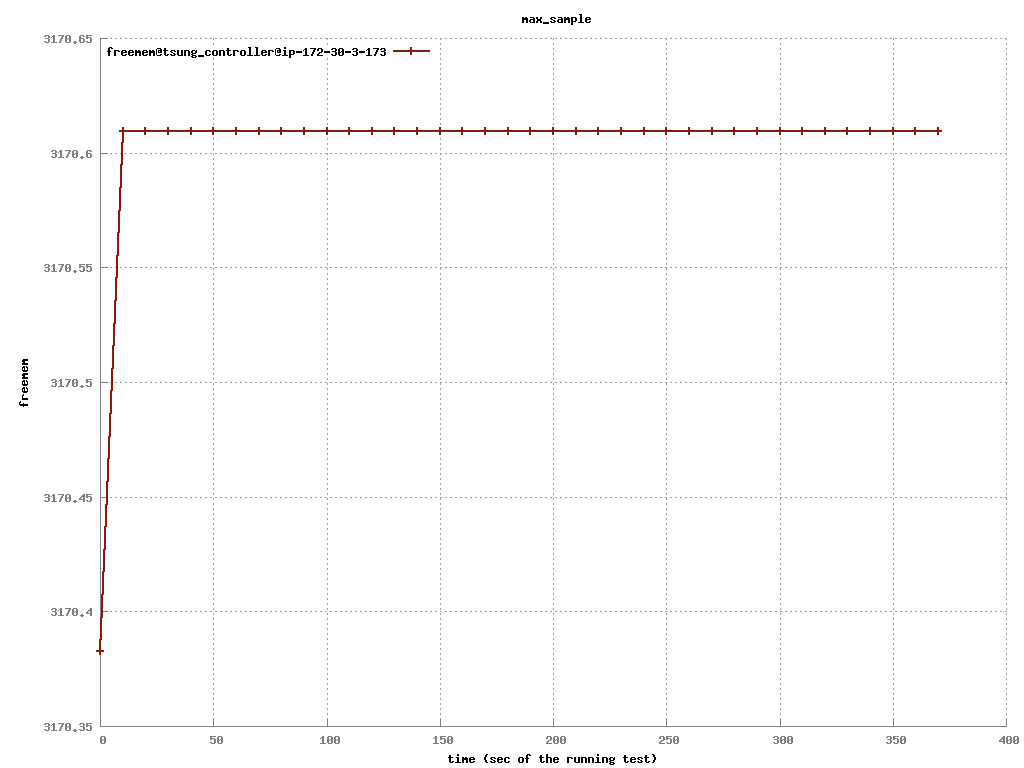 max_sample
freemem@tsung_controller@ip-172-30-3-173
3170.65
3170.6
3170.55
3170.5
3170.45
3170.4
3170.35
freemem
0 50 100 150 200 250 300 350 400
time (sec of the running test)